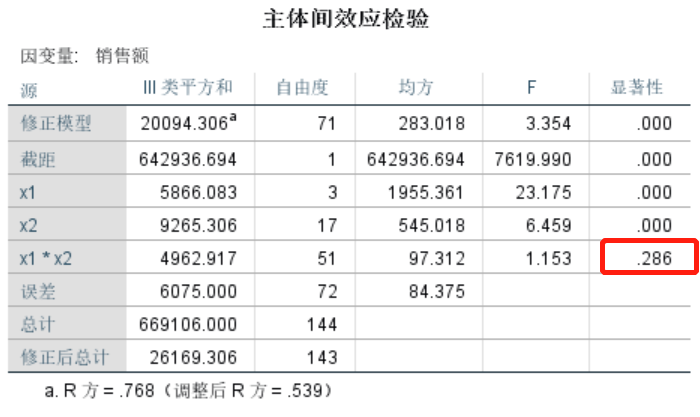 主体间效应检验
因变量: 销售额
源 III 类平方和 自由度 均方 F 显著性
修正模型 20094.306a 71 283.018 3.354 .000
截距 642936.694 1 642936.694 7619.990 .000
x1 5866.083 3 1955.361 23.175 .000
x2 9265.306 17 545.018 6.459 .000
x1 * x2 4962.917 51 97.312 1.153 .286
误差 6075.000 72 84.375
总计 669106.000 144
修正后总计 26169.306 143
a. R 方 = .768（调整后 R 方 = .539）